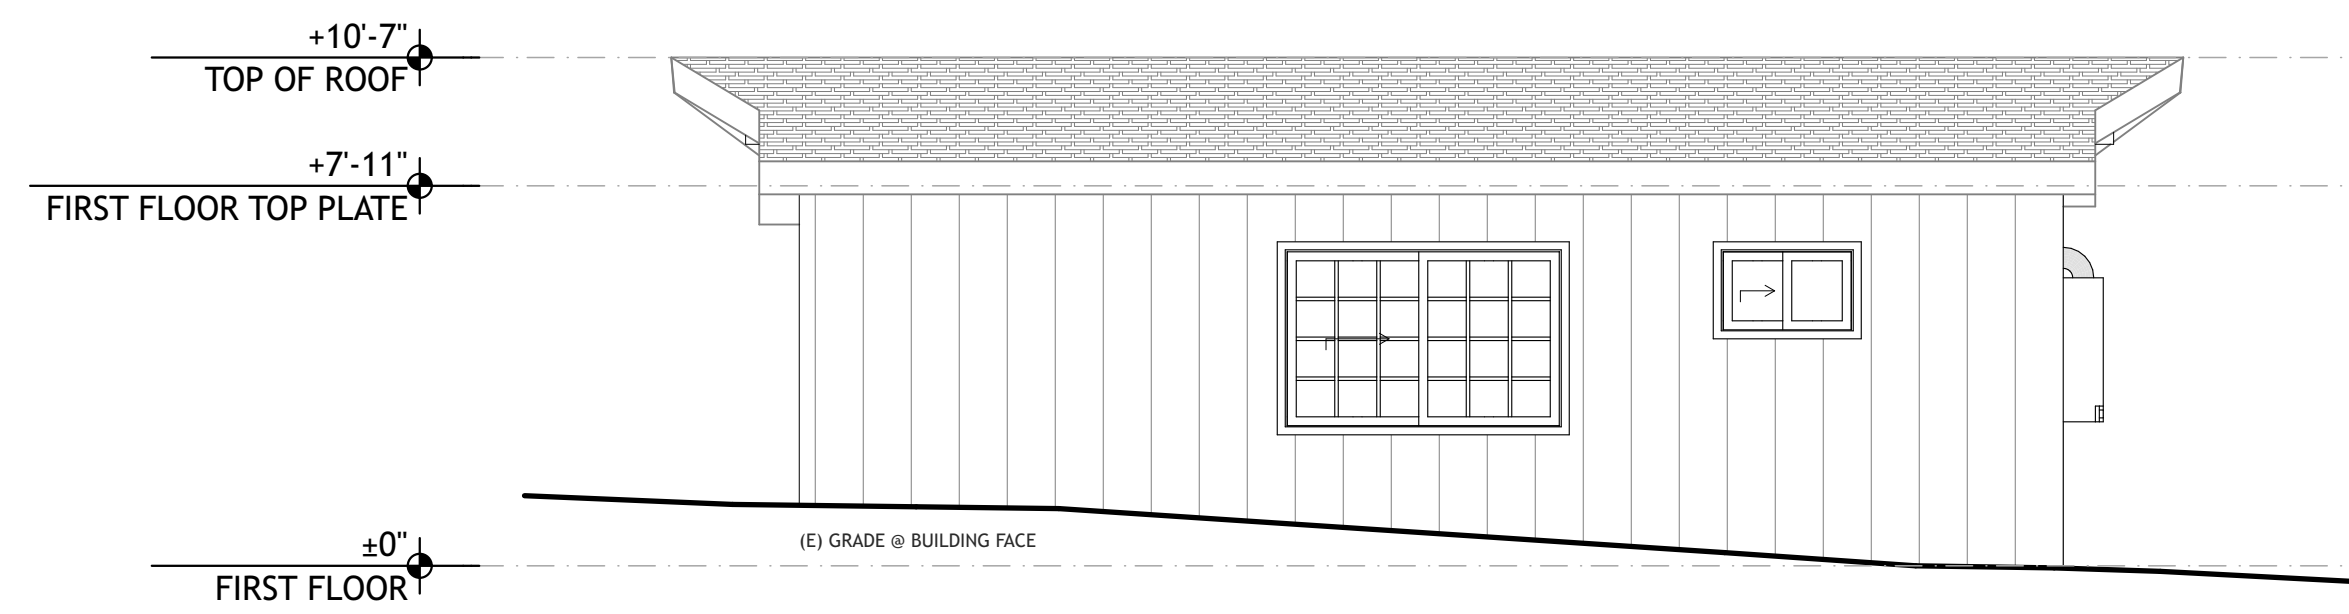 +10'-7"
TOP OF ROOF
+7'-11"
FIRST FLOOR TOP PLATE
(E) GRADE @ BUILDING FACE
±0"
FIRST FLOOR